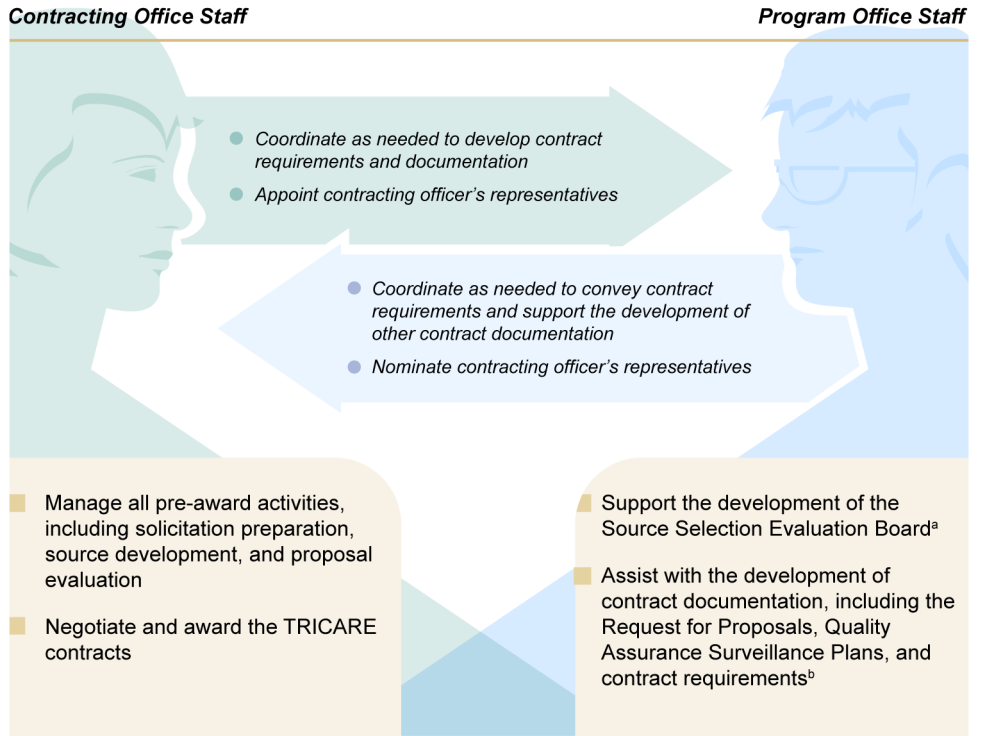 Contracting Office Staff
Program Office Staff
Coordinate as needed to develop contract
requirements and documentation
Appoint contracting officer's representatives
Coordinate as needed to convey contract
requirements and support the development of
other contract documentation
Nominate contracting officer's representatives
Manage all pre-award activities,
including solicitation preparation,
source development, and proposal
evaluation
Negotiate and award the TRICARE
contracts
Support the development of the
Source Selection Evaluation Boardᵃ
Assist with the development of
contract documentation, including the
Request for Proposals, Quality
Assurance Surveillance Plans, and
contract requirementsᵇ